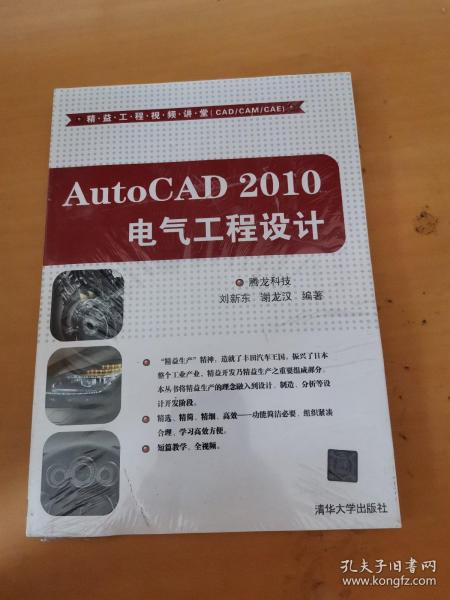 ·精·益·工·程·视·频·讲·堂(CAD/CAM/CAE)·
AutoCAD 2010
电气工程设计
腾龙科技
刘新东 谢龙汉 编著
“精益生产”精神,造就了丰田汽车王国,振兴了日本
整个工业产业。精益开发乃精益生产之重要组成部分。
本丛书将精益生产的理念融入到设计、制造、分析等设
计开发阶段。
精选、精简、精细、高效——功能简洁必要,组织紧凑
合理,学习高效方便。
短篇教学,全视频。
清华大学出版社
孔夫子旧书网
www.kongfz.com